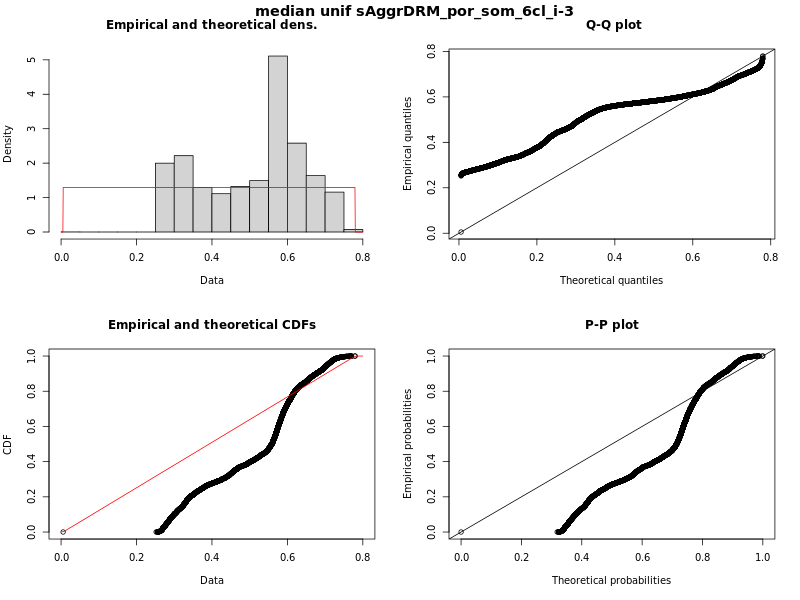 median unif sAggrDRM_por_som_6cl_i-3
Empirical and theoretical dens.
Density
0 1 2 3 4 5
0.0 0.2 0.4 0.6 0.8
Data
Q-Q plot
Empirical quantiles
0.0 0.2 0.4 0.6 0.8
0.0 0.2 0.4 0.6 0.8
Theoretical quantiles
Empirical and theoretical CDFs
CDF
0.0 0.2 0.4 0.6 0.8 1.0
0.0 0.2 0.4 0.6 0.8
Data
P-P plot
Empirical probabilities
0.0 0.2 0.4 0.6 0.8 1.0
0.0 0.2 0.4 0.6 0.8 1.0
Theoretical probabilities